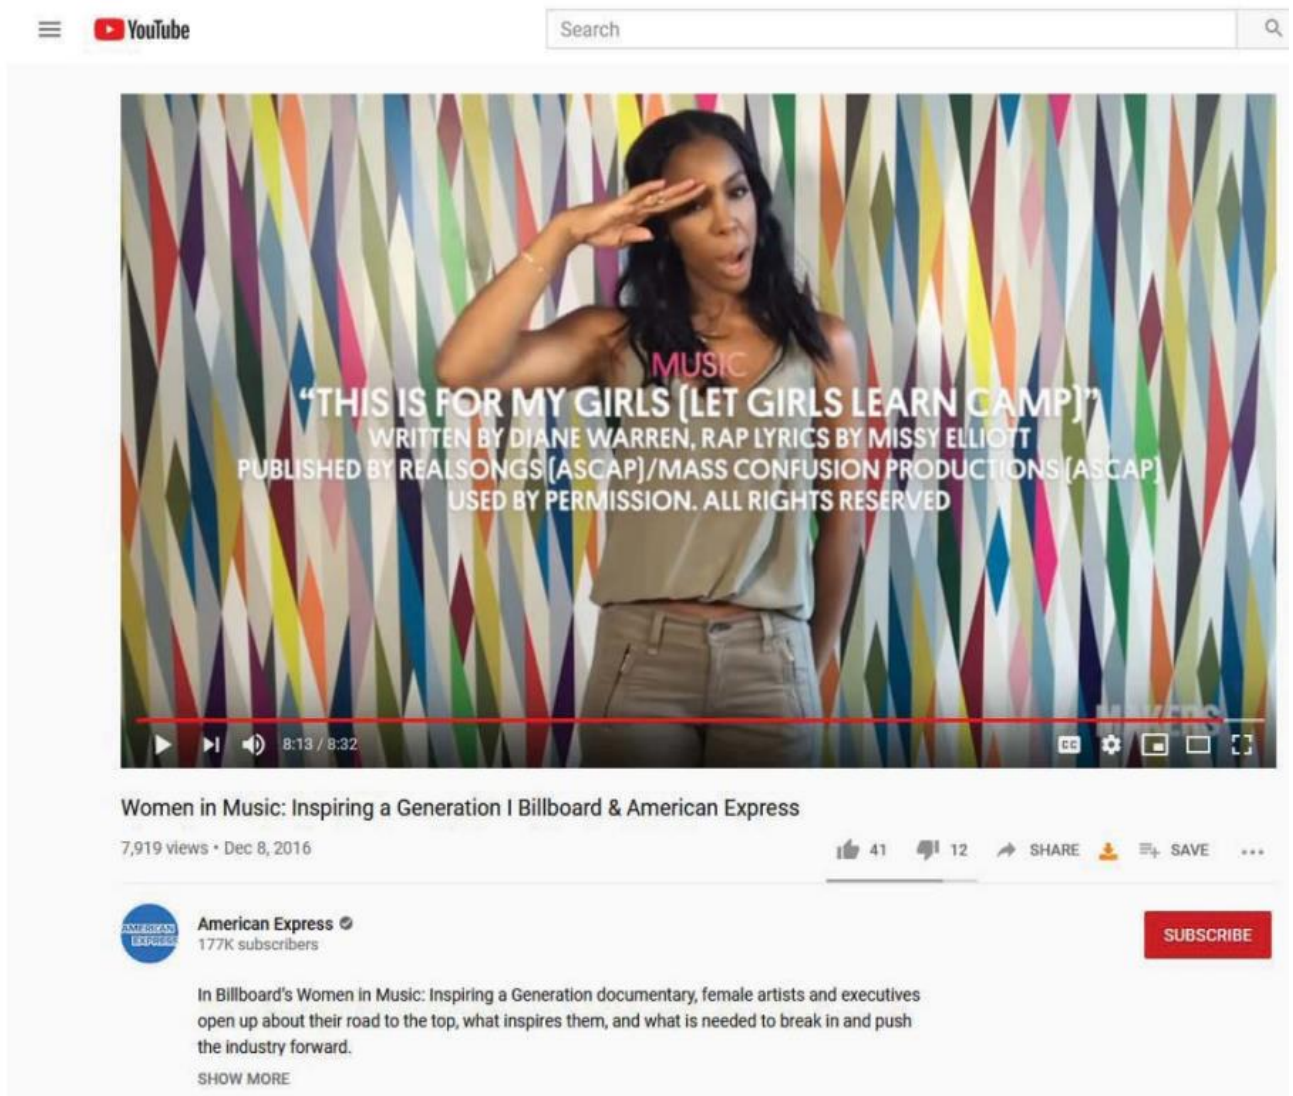 YouTube
Search
MUSIC
“THIS IS FOR MY GIRLS (LET GIRLS LEARN CAMP)”
WRITTEN BY DIANE WARREN, RAP LYRICS BY MISSY ELLIOTT
PUBLISHED BY REALSONGS (ASCAP)/MASS CONFUSION PRODUCTIONS (ASCAP)
USED BY PERMISSION. ALL RIGHTS RESERVED
MAKERS
8:13 / 8:32
CC
Women in Music: Inspiring a Generation I Billboard & American Express
7,919 views • Dec 8, 2016
41
12
SHARE
SAVE
AMERICAN
EXPRESS
American Express
177K subscribers
SUBSCRIBE
In Billboard’s Women in Music: Inspiring a Generation documentary, female artists and executives
open up about their road to the top, what inspires them, and what is needed to break in and push
the industry forward.
SHOW MORE